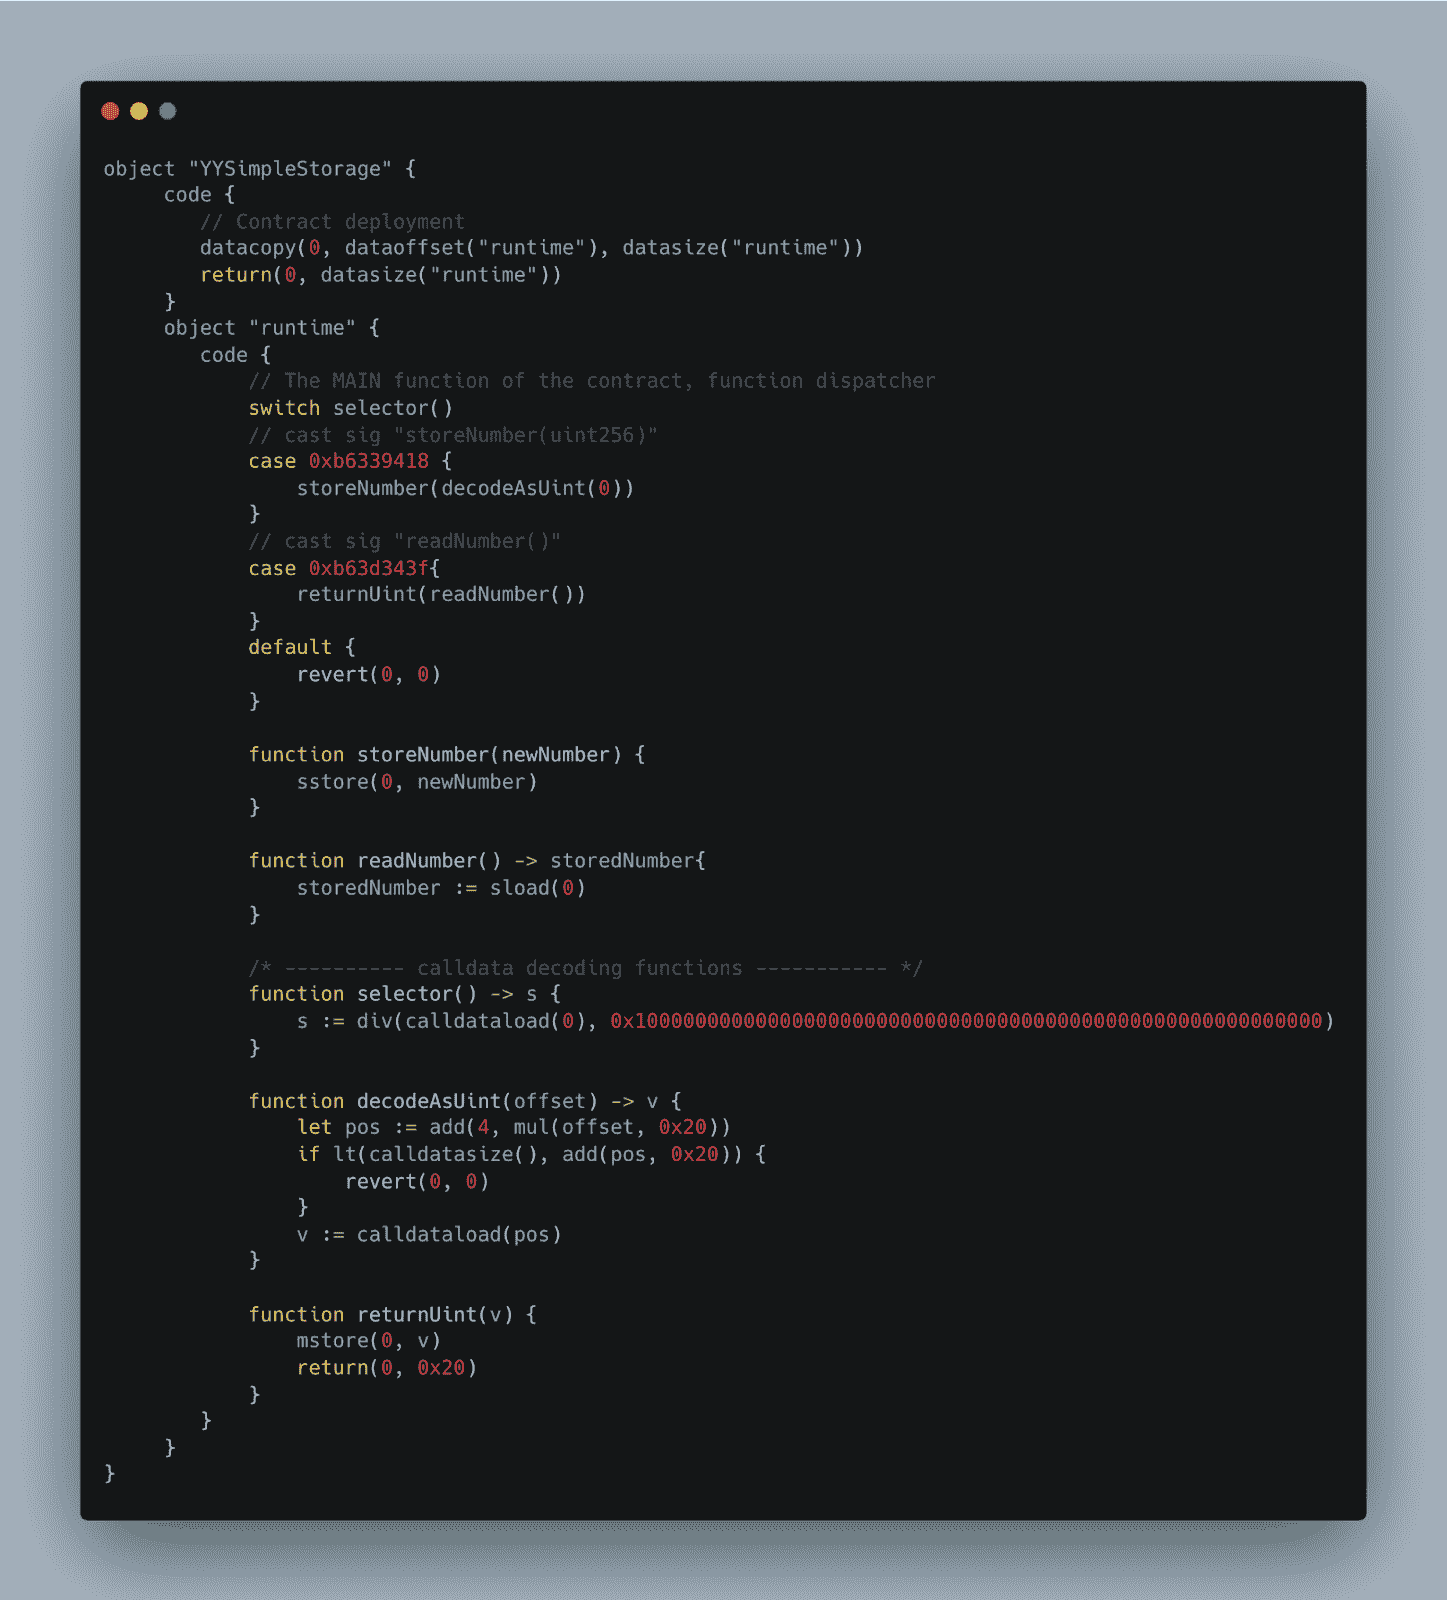 object "YYSimpleStorage" {
     code {
        // Contract deployment
        datacopy(0, dataoffset("runtime"), datasize("runtime"))
        return(0, datasize("runtime"))
     }
     object "runtime" {
        code {
            // The MAIN function of the contract, function dispatcher
            switch selector()
            // cast sig "storeNumber(uint256)"
            case 0xb6339418 {
                storeNumber(decodeAsUint(0))
            }
            // cast sig "readNumber()"
            case 0xb63d343f{
                returnUint(readNumber())
            }
            default {
                revert(0, 0)
            }

            function storeNumber(newNumber) {
                sstore(0, newNumber)
            }

            function readNumber() -> storedNumber{
                storedNumber := sload(0)
            }

            /* ---------- calldata decoding functions ----------- */
            function selector() -> s {
                s := div(calldataload(0), 0x100000000000000000000000000000000000000000000000000000000)
            }

            function decodeAsUint(offset) -> v {
                let pos := add(4, mul(offset, 0x20))
                if lt(calldatasize(), add(pos, 0x20)) {
                    revert(0, 0)
                }
                v := calldataload(pos)
            }

            function returnUint(v) {
                mstore(0, v)
                return(0, 0x20)
            }
        }
     }
}